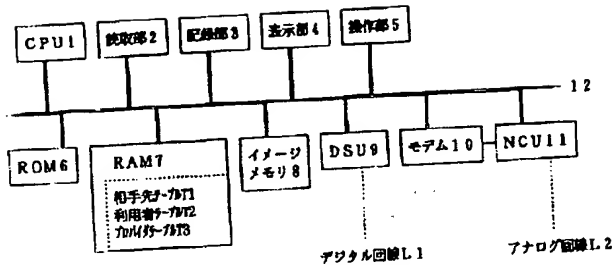 CPU1
読取部2
記録部3
表示部4
操作部5
12
ROM6
RAM7
相手先テーブルT1
利用者テーブルT2
プロバイダテーブルT3
イメージ
メモリ8
DSU9
モデム10
NCU11
デジタル回線L1
アナログ回線L2